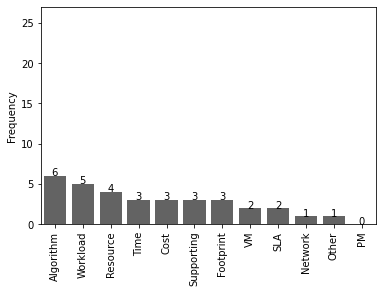 Frequency
25
20
15
10
5
0
6
5
4
3
3
3
3
2
2
1
1
0
Algorithm
Workload
Resource
Time
Cost
Supporting
Footprint
VM
SLA
Network
Other
PM